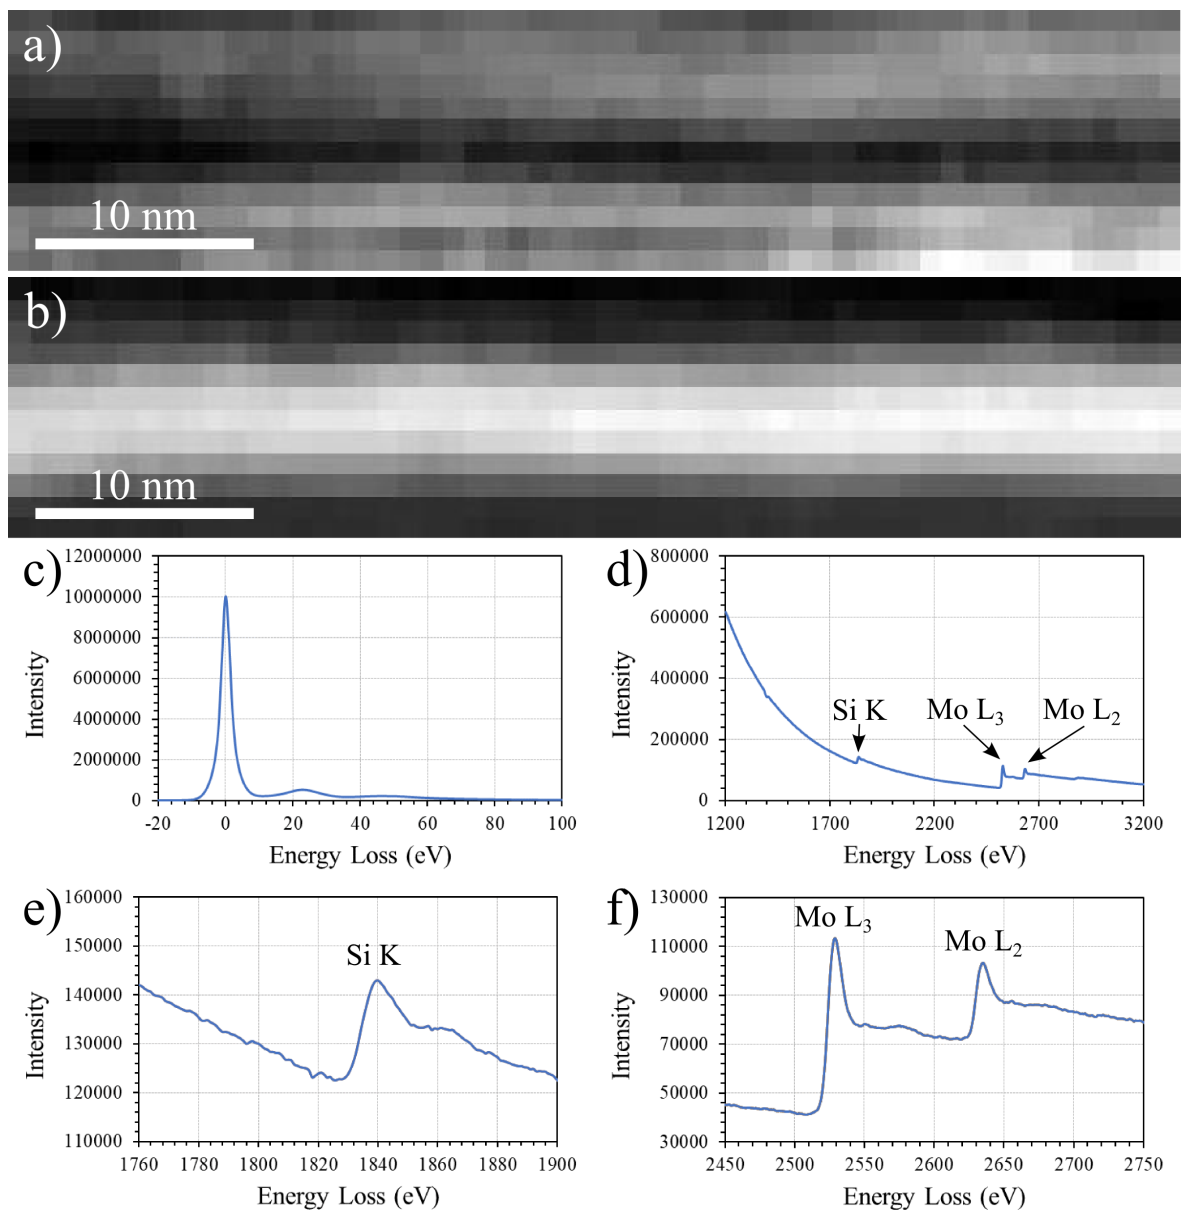 a)
10 nm
b)
10 nm
c)
12000000
10000000
8000000
6000000
4000000
2000000
0
Intensity
-20 0 20 40 60 80 100
Energy Loss (eV)
d)
800000
600000
400000
200000
0
Intensity
Si K
Mo L3
Mo L2
1200 1700 2200 2700 3200
Energy Loss (eV)
e)
160000
150000
140000
130000
120000
110000
Intensity
Si K
1760 1780 1800 1820 1840 1860 1880 1900
Energy Loss (eV)
f)
130000
110000
90000
70000
50000
30000
Intensity
Mo L3
Mo L2
2450 2500 2550 2600 2650 2700 2750
Energy Loss (eV)